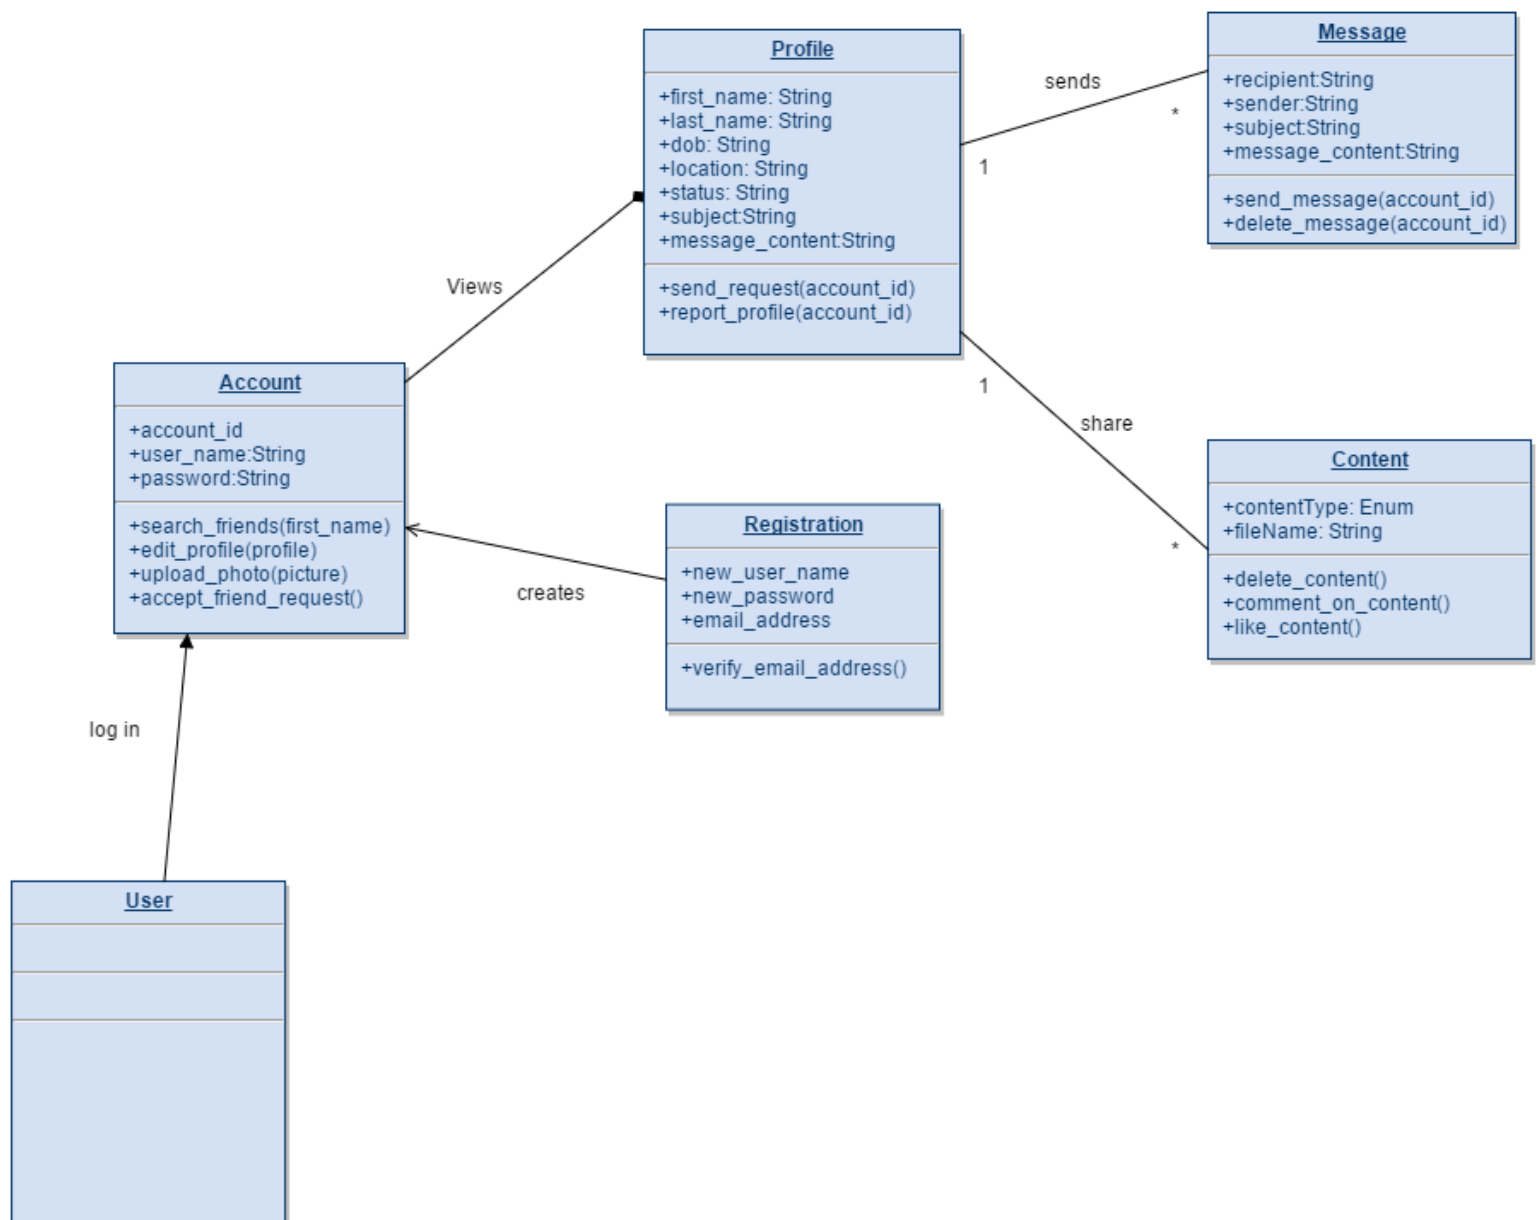 Profile
+first_name: String
+last_name: String
+dob: String
+location: String
+status: String
+subject:String
+message_content:String
+send_request(account_id)
+report_profile(account_id)
Message
+recipient:String
+sender:String
+subject:String
+message_content:String
+send_message(account_id)
+delete_message(account_id)
sends
*
1
Views
Account
+account_id
+user_name:String
+password:String
+search_friends(first_name)
+edit_profile(profile)
+upload_photo(picture)
+accept_friend_request()
1
share
*
Content
+contentType: Enum
+fileName: String
+delete_content()
+comment_on_content()
+like_content()
Registration
+new_user_name
+new_password
+email_address
+verify_email_address()
creates
log in
User